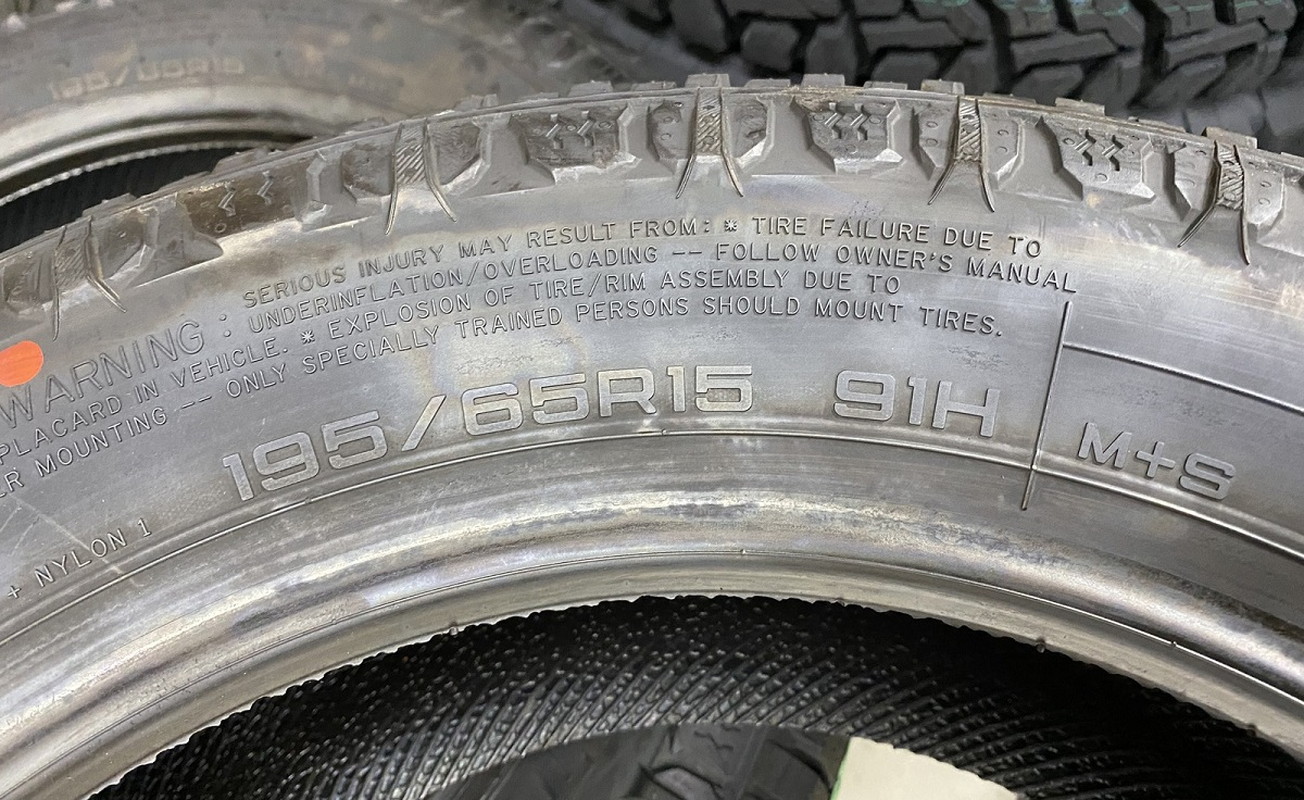 195/65R15
WARNING: SERIOUS INJURY MAY RESULT FROM: * TIRE FAILURE DUE TO
UNDERINFLATION/OVERLOADING -- FOLLOW OWNER'S MANUAL
PLACARD IN VEHICLE. * EXPLOSION OF TIRE/RIM ASSEMBLY DUE TO
MOUNTING -- ONLY SPECIALLY TRAINED PERSONS SHOULD MOUNT TIRES.
195/65R15 91H
M+S
+ NYLON 1